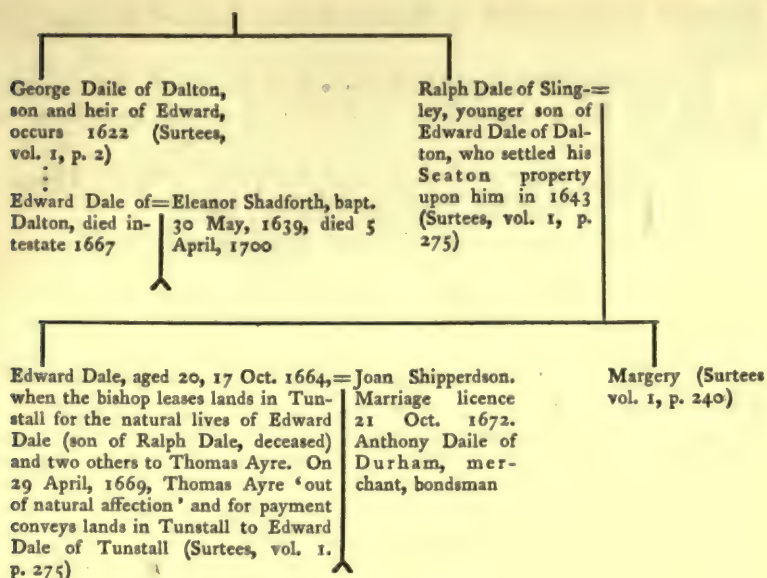 George Daile of Dalton,
son and heir of Edward,
occurs 1622 (Surtees,
vol. 1, p. 2)
Edward Dale of=
Dalton, died in-
testate 1667
Eleanor Shadforth, bapt.
30 May, 1639, died 5
April, 1700
Ralph Dale of Sling-=
ley, younger son of
Edward Dale of Dal-
ton, who settled his
Seaton property
upon him in 1643
(Surtees, vol. 1, p.
275)
Edward Dale, aged 20, 17 Oct. 1664,=
when the bishop leases lands in Tun-
stall for the natural lives of Edward
Dale (son of Ralph Dale, deceased)
and two others to Thomas Ayre. On
29 April, 1669, Thomas Ayre ‘out
of natural affection’ and for payment
conveys lands in Tunstall to Edward
Dale of Tunstall (Surtees, vol. 1.
p. 275)
Joan Shipperdson.
Marriage licence
21 Oct. 1672.
Anthony Daile of
Durham, mer-
chant, bondsman
Margery (Surtees
vol. 1, p. 240)